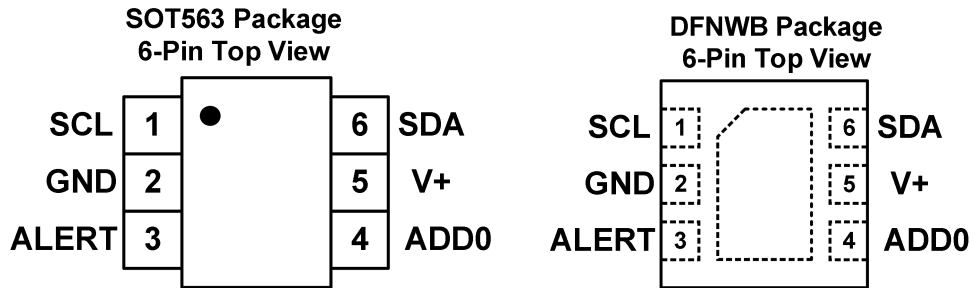 SOT563 Package
6-Pin Top View
SCL 1 6 SDA
GND 2 5 V+
ALERT 3 4 ADD0
DFNWB Package
6-Pin Top View
SCL 1 6 SDA
GND 2 5 V+
ALERT 3 4 ADD0